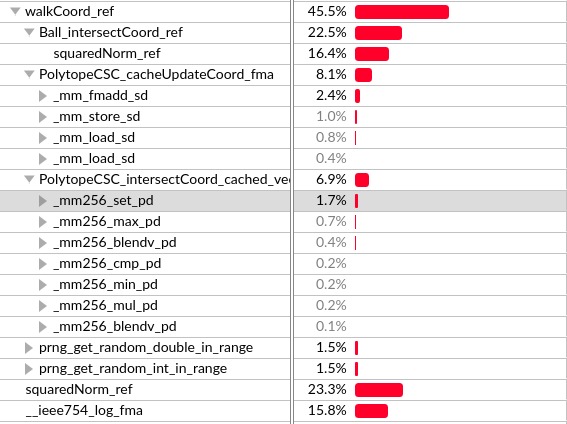 walkCoord_ref 45.5%
Ball_intersectCoord_ref 22.5%
squaredNorm_ref 16.4%
PolytopeCSC_cacheUpdateCoord_fma 8.1%
_mm_fmadd_sd 2.4%
_mm_store_sd 1.0%
_mm_load_sd 0.8%
_mm_load_sd 0.4%
PolytopeCSC_intersectCoord_cached_vec 6.9%
_mm256_set_pd 1.7%
_mm256_max_pd 0.7%
_mm256_blendv_pd 0.4%
_mm256_cmp_pd 0.2%
_mm256_min_pd 0.2%
_mm256_mul_pd 0.2%
_mm256_blendv_pd 0.1%
prng_get_random_double_in_range 1.5%
prng_get_random_int_in_range 1.5%
squaredNorm_ref 23.3%
__ieee754_log_fma 15.8%